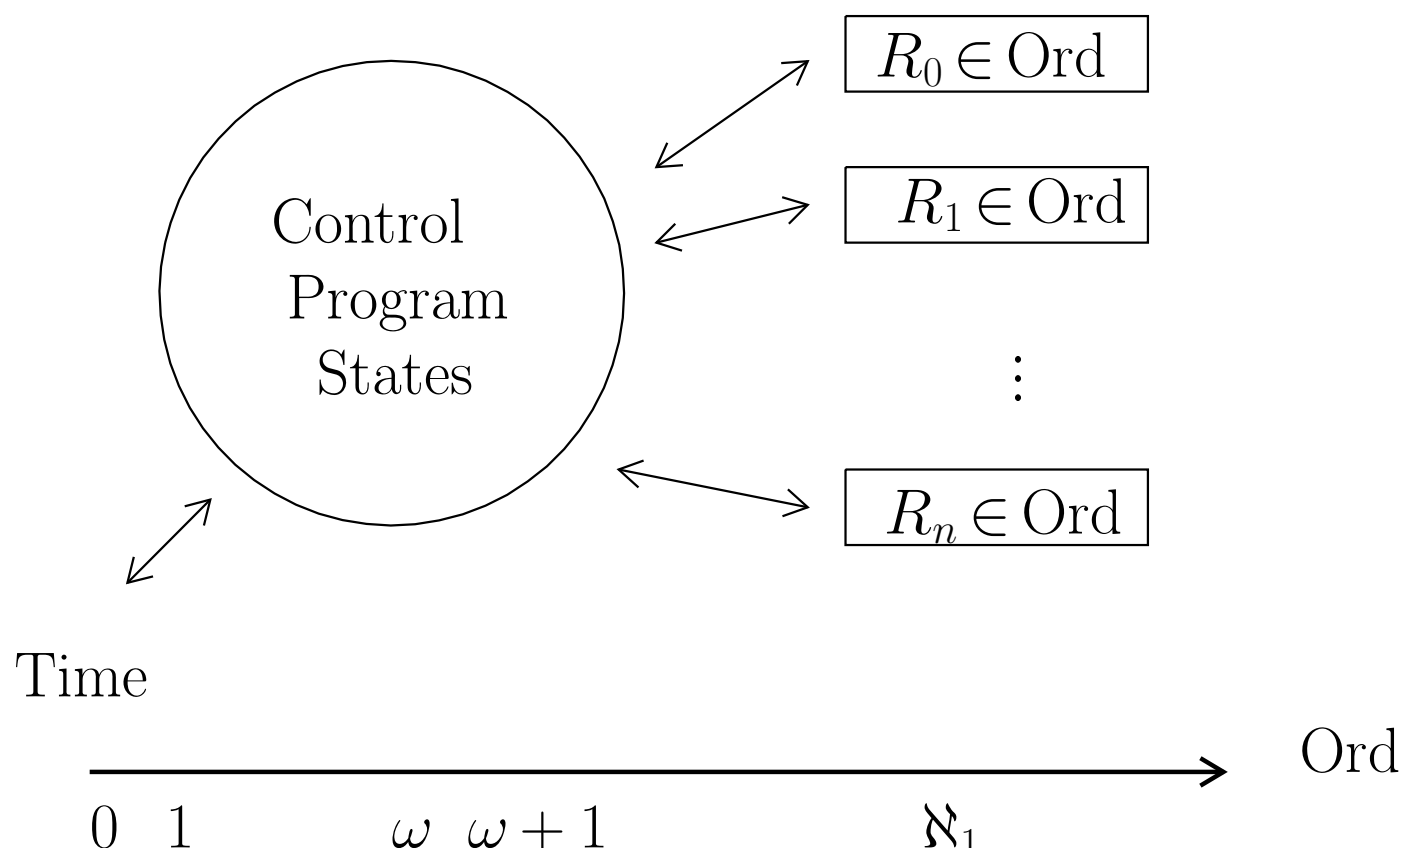 R₀ ∈ Ord
R₁ ∈ Ord
Control
Program
States
⋮
Rₙ ∈ Ord
Time
Ord
0 1 ω ω + 1 ℵ₁